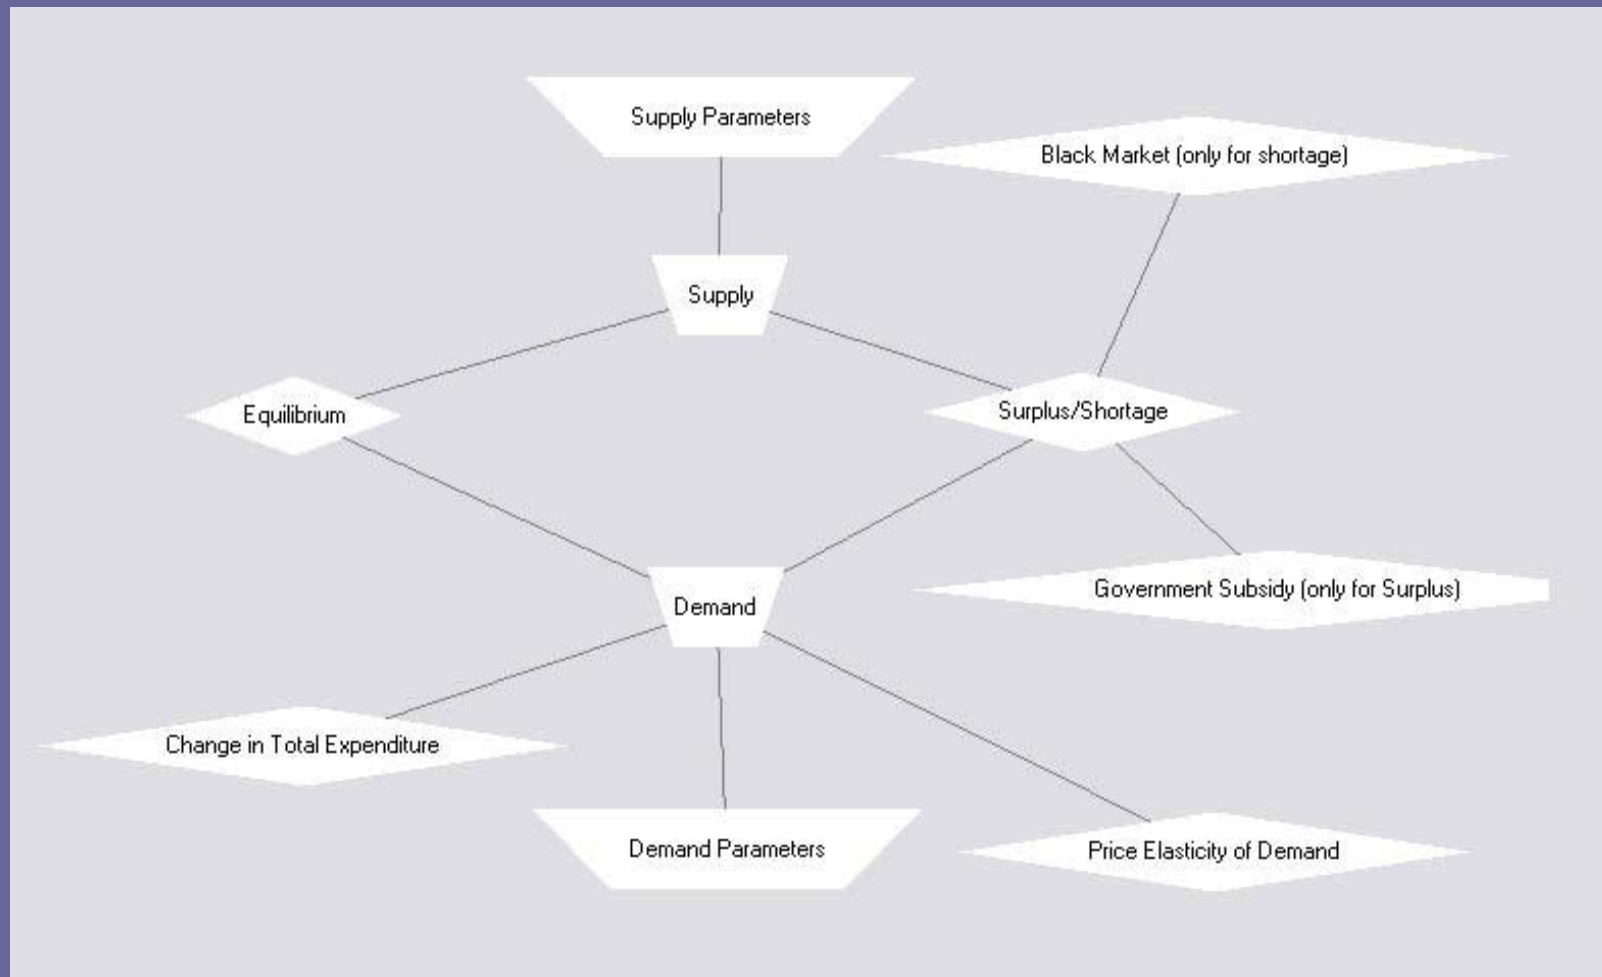 Supply Parameters
Black Market (only for shortage)
Supply
Equilibrium
Surplus/Shortage
Government Subsidy (only for Surplus)
Demand
Change in Total Expenditure
Demand Parameters
Price Elasticity of Demand